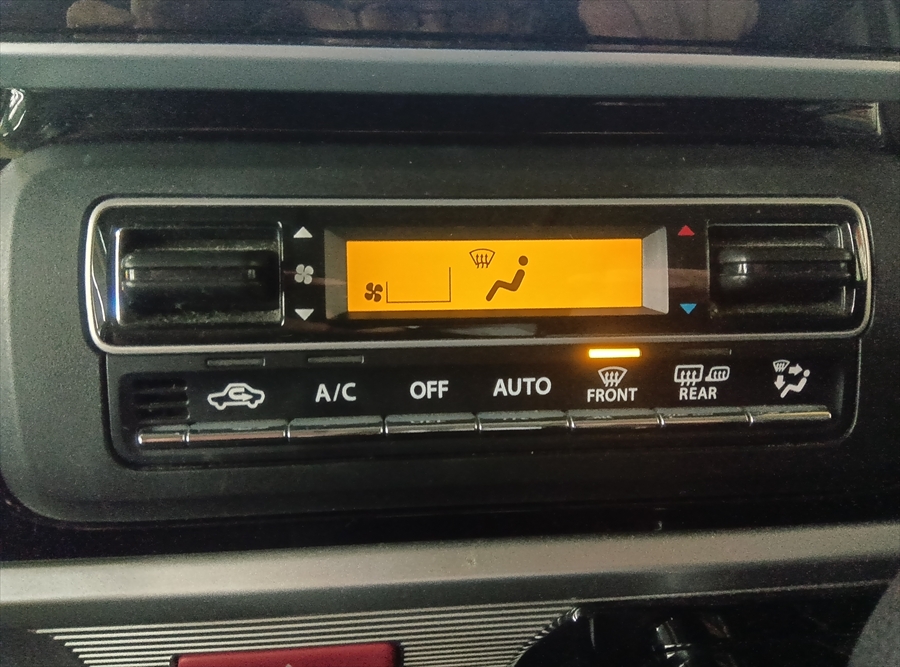 A/C
OFF
AUTO
FRONT
REAR